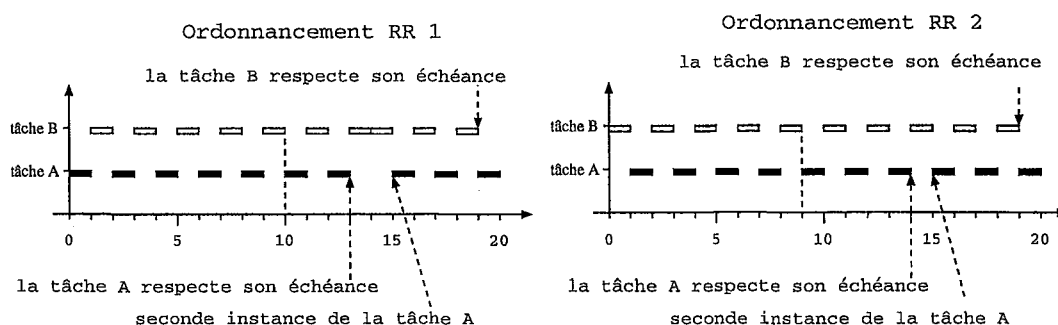 Ordonnancement RR 1
la tâche B respecte son échéance
tâche B
tâche A
0 5 10 15 20
la tâche A respecte son échéance
seconde instance de la tâche A
Ordonnancement RR 2
la tâche B respecte son échéance
tâche B
tâche A
0 5 10 15 20
la tâche A respecte son échéance
seconde instance de la tâche A